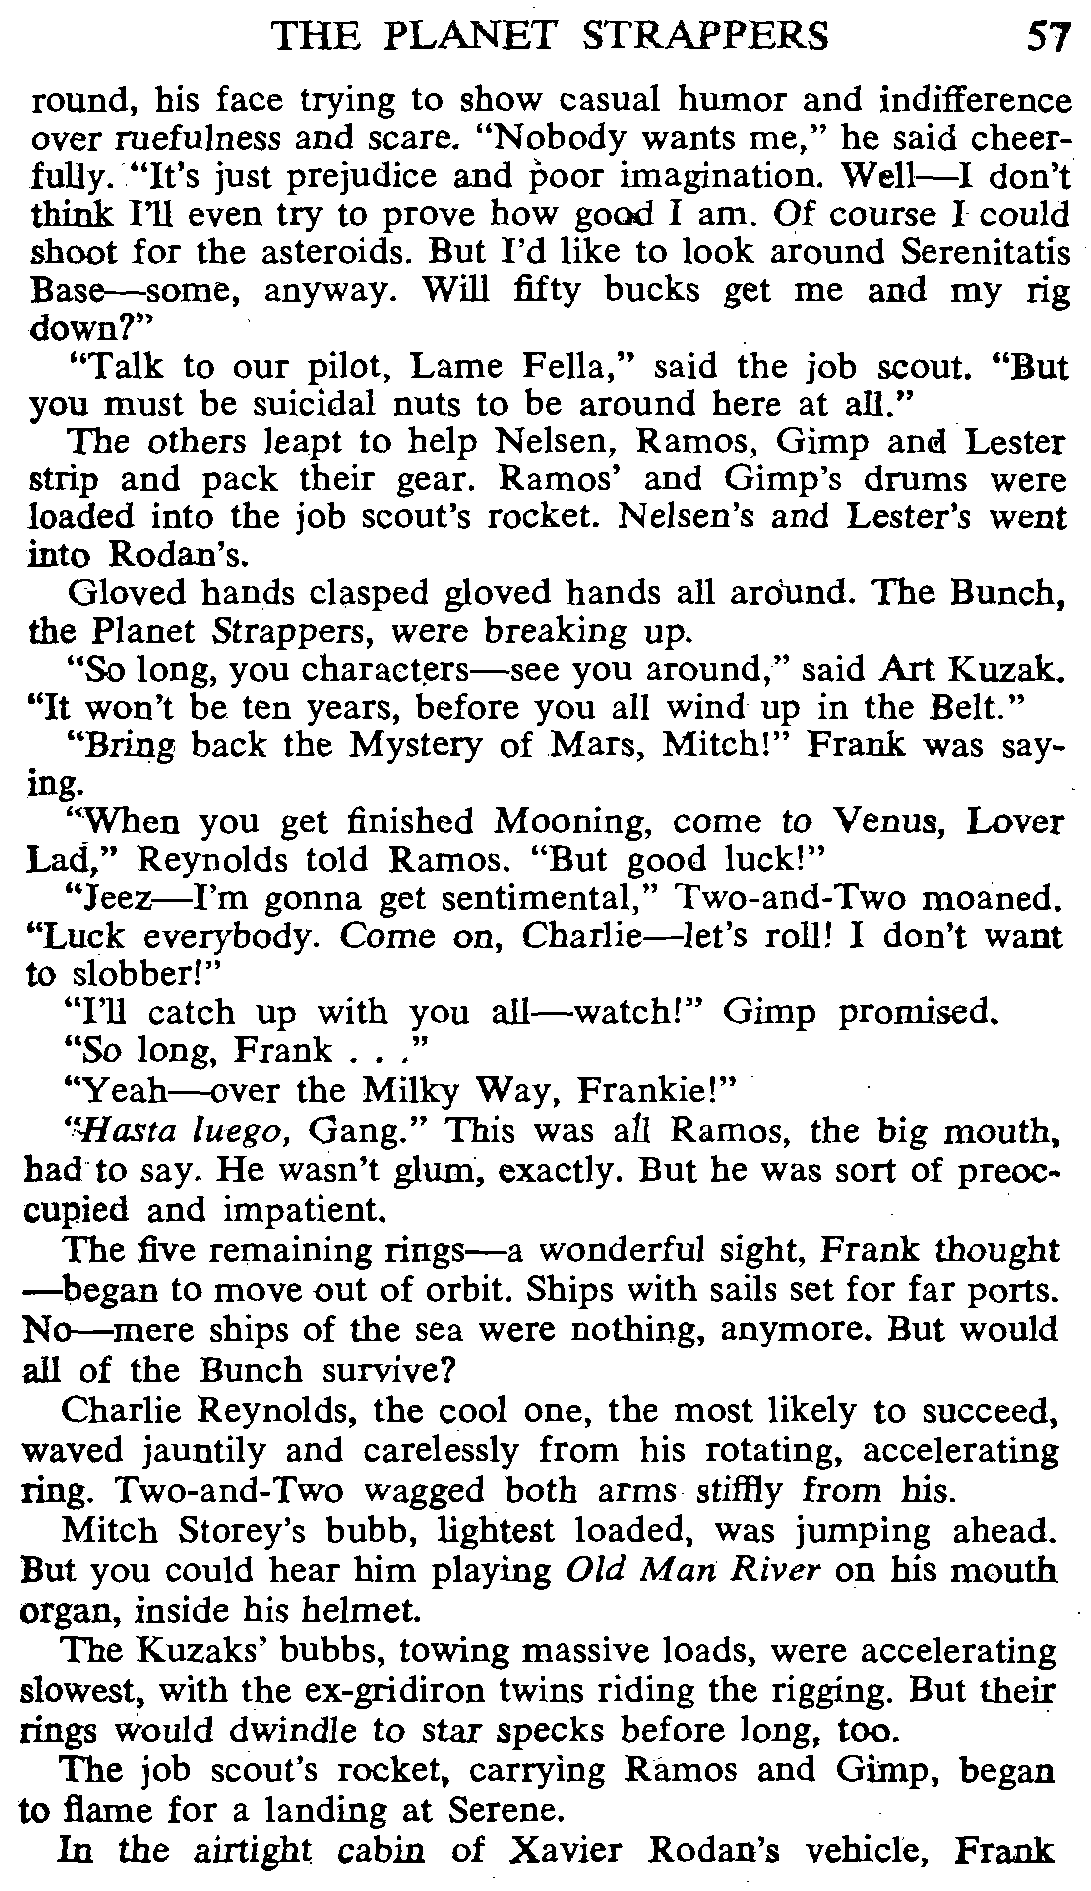 THE PLANET STRAPPERS 57
round, his face trying to show casual humor and indifference
over ruefulness and scare. “Nobody wants me,” he said cheer-
fully. “It's just prejudice and poor imagination. Well—I don't
think I'll even try to prove how good I am. Of course I could
shoot for the asteroids. But I'd like to look around Serenitatis
Base—some, anyway. Will fifty bucks get me and my rig
down?”
“Talk to our pilot, Lame Fella,” said the job scout. “But
you must be suicidal nuts to be around here at all.”
The others leapt to help Nelsen, Ramos, Gimp and Lester
strip and pack their gear. Ramos' and Gimp's drums were
loaded into the job scout's rocket. Nelsen's and Lester's went
into Rodan's.
Gloved hands clasped gloved hands all around. The Bunch,
the Planet Strappers, were breaking up.
“So long, you characters—see you around,” said Art Kuzak.
“It won't be ten years, before you all wind up in the Belt.”
“Bring back the Mystery of Mars, Mitch!” Frank was say-
ing.
“When you get finished Mooning, come to Venus, Lover
Lad,” Reynolds told Ramos. “But good luck!”
“Jeez—I'm gonna get sentimental,” Two-and-Two moaned.
“Luck everybody. Come on, Charlie—let's roll! I don't want
to slobber!”
“I'll catch up with you all—watch!” Gimp promised.
“So long, Frank . . .”
“Yeah—over the Milky Way, Frankie!”
“Hasta luego, Gang.” This was all Ramos, the big mouth,
had to say. He wasn't glum, exactly. But he was sort of preoc-
cupied and impatient.
The five remaining rings—a wonderful sight, Frank thought
—began to move out of orbit. Ships with sails set for far ports.
No—mere ships of the sea were nothing, anymore. But would
all of the Bunch survive?
Charlie Reynolds, the cool one, the most likely to succeed,
waved jauntily and carelessly from his rotating, accelerating
ring. Two-and-Two wagged both arms stiffly from his.
Mitch Storey's bubb, lightest loaded, was jumping ahead.
But you could hear him playing Old Man River on his mouth
organ, inside his helmet.
The Kuzaks' bubbs, towing massive loads, were accelerating
slowest, with the ex-gridiron twins riding the rigging. But their
rings would dwindle to star specks before long, too.
The job scout's rocket, carrying Ramos and Gimp, began
to flame for a landing at Serene.
In the airtight cabin of Xavier Rodan's vehicle, Frank